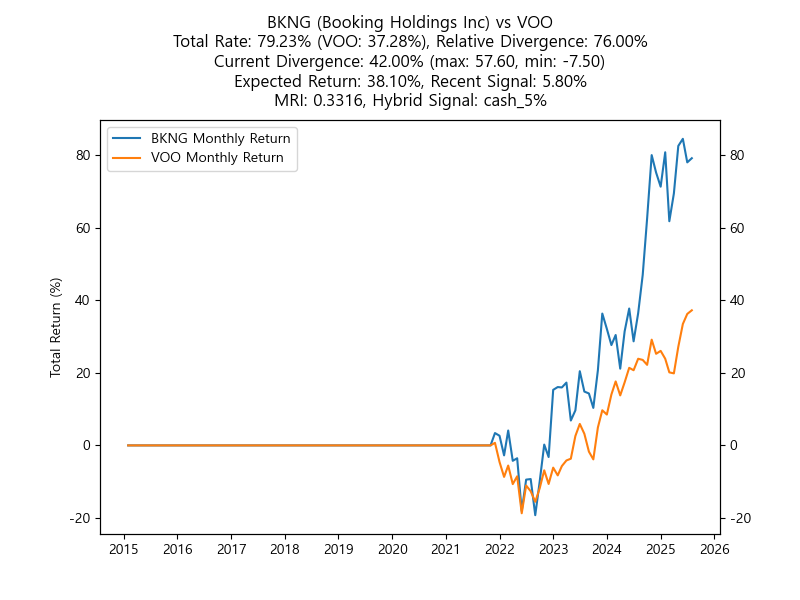 BKNG (Booking Holdings Inc) vs VOO
Total Rate: 79.23% (VOO: 37.28%), Relative Divergence: 76.00%
Current Divergence: 42.00% (max: 57.60, min: -7.50)
Expected Return: 38.10%, Recent Signal: 5.80%
MRI: 0.3316, Hybrid Signal: cash_5%
BKNG Monthly Return
VOO Monthly Return
Total Return (%)
80
60
40
20
0
-20
80
60
40
20
0
-20
2015 2016 2017 2018 2019 2020 2021 2022 2023 2024 2025 2026